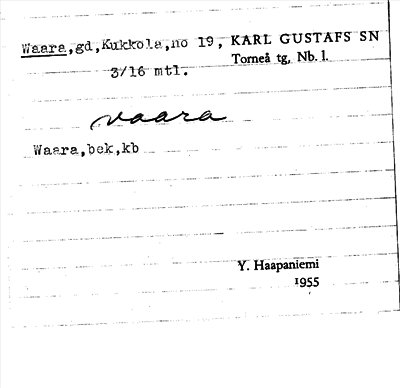 Waara,gd,Kukkola,no 19, KARL GUSTAFS SN
3/16 mtl. Torneå tg, Nb. l.
vaara
Waara,bek,kb
Y. Haapaniemi
1955